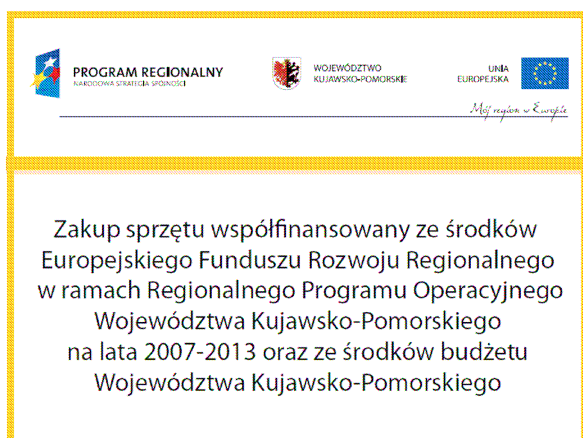 PROGRAM REGIONALNY
NARODOWA STRATEGIA SPÓJNOŚCI
WOJEWÓDZTWO
KUJAWSKO-POMORSKIE
UNIA
EUROPEJSKA
Mój region w Europie
Zakup sprzętu współfinansowany ze środków
Europejskiego Funduszu Rozwoju Regionalnego
w ramach Regionalnego Programu Operacyjnego
Województwa Kujawsko-Pomorskiego
na lata 2007-2013 oraz ze środków budżetu
Województwa Kujawsko-Pomorskiego